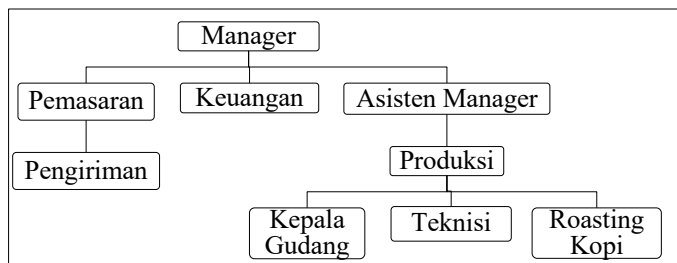 Manager
Pemasaran
Keuangan
Asisten Manager
Pengiriman
Produksi
Kepala
Gudang
Teknisi
Roasting
Kopi